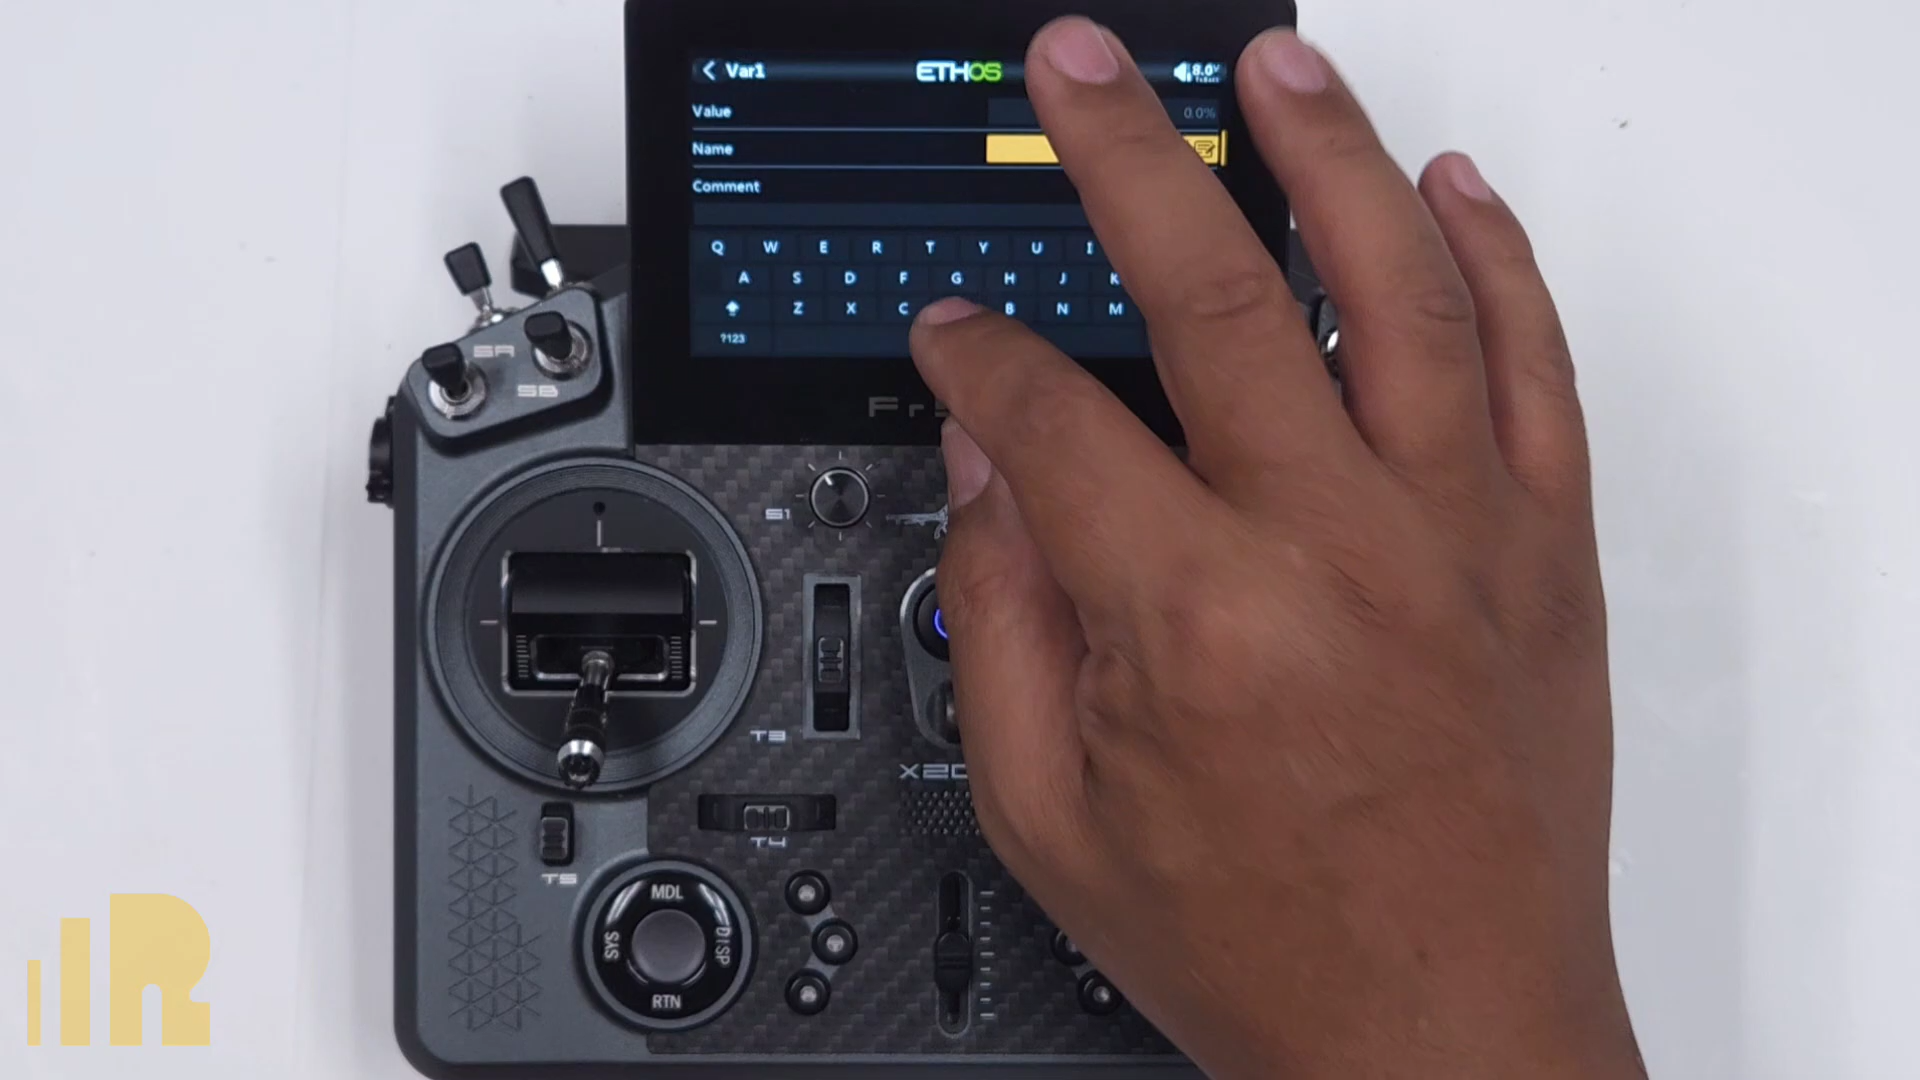 Var1
ETHOS
8.0V
Value
0.0%
Name
Comment
Q W E R T Y U I
A S D F G H J K
Z X C B N M
?123
SA
SB
S1
T3
T4
T5
MDL
SYS
DISP
RTN